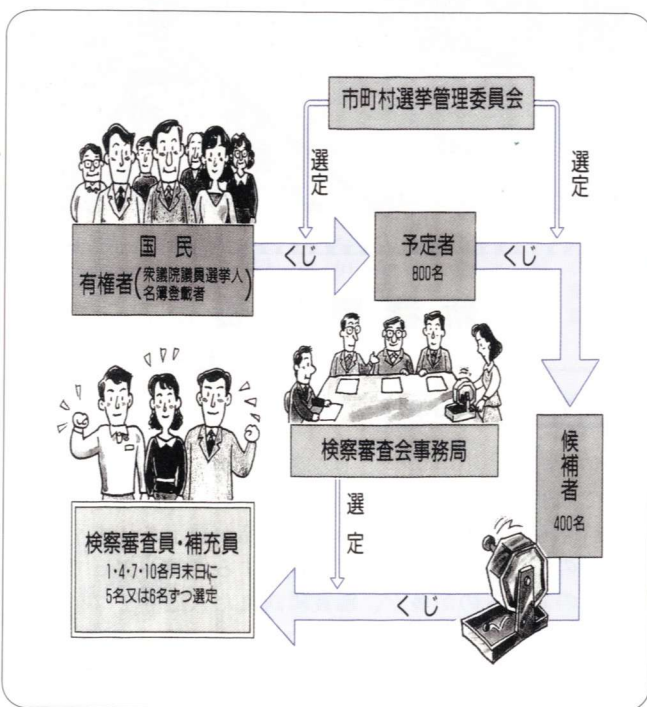 市町村選挙管理委員会
選定
選定
国民
有権者(衆議院議員選挙人
名簿登載者)
くじ
予定者
800名
くじ
検察審査会事務局
候補者
400名
選定
検察審査員・補充員
1・4・7・10各月末日に
5名又は6名ずつ選定
くじ